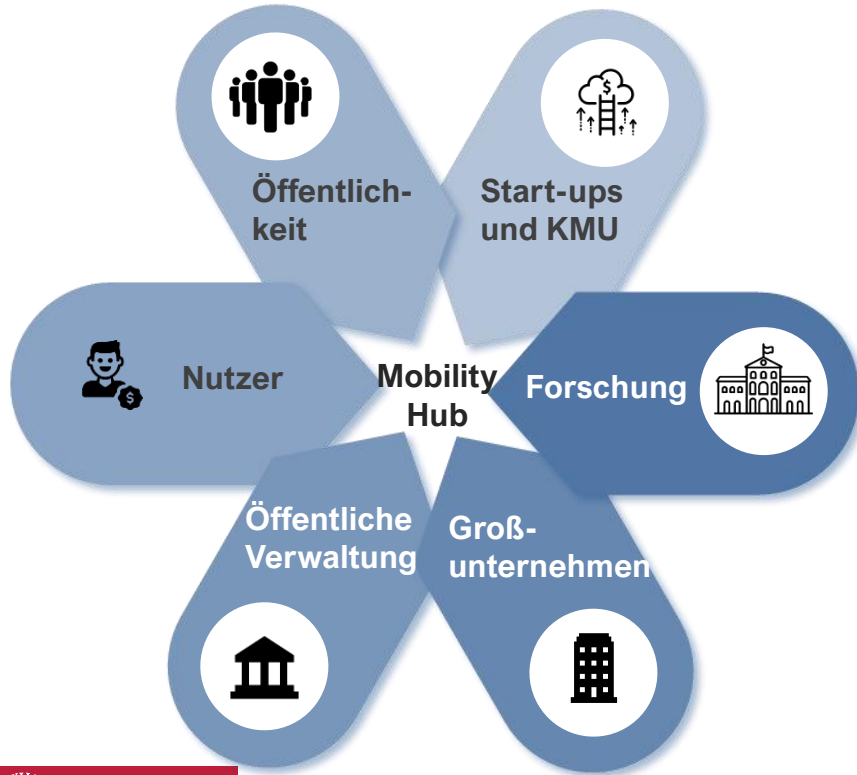 Öffentlich-
keit
Start-ups
und KMU
Nutzer
Mobility
Hub
Forschung
Öffentliche
Verwaltung
Groß-
unternehmen
$
$